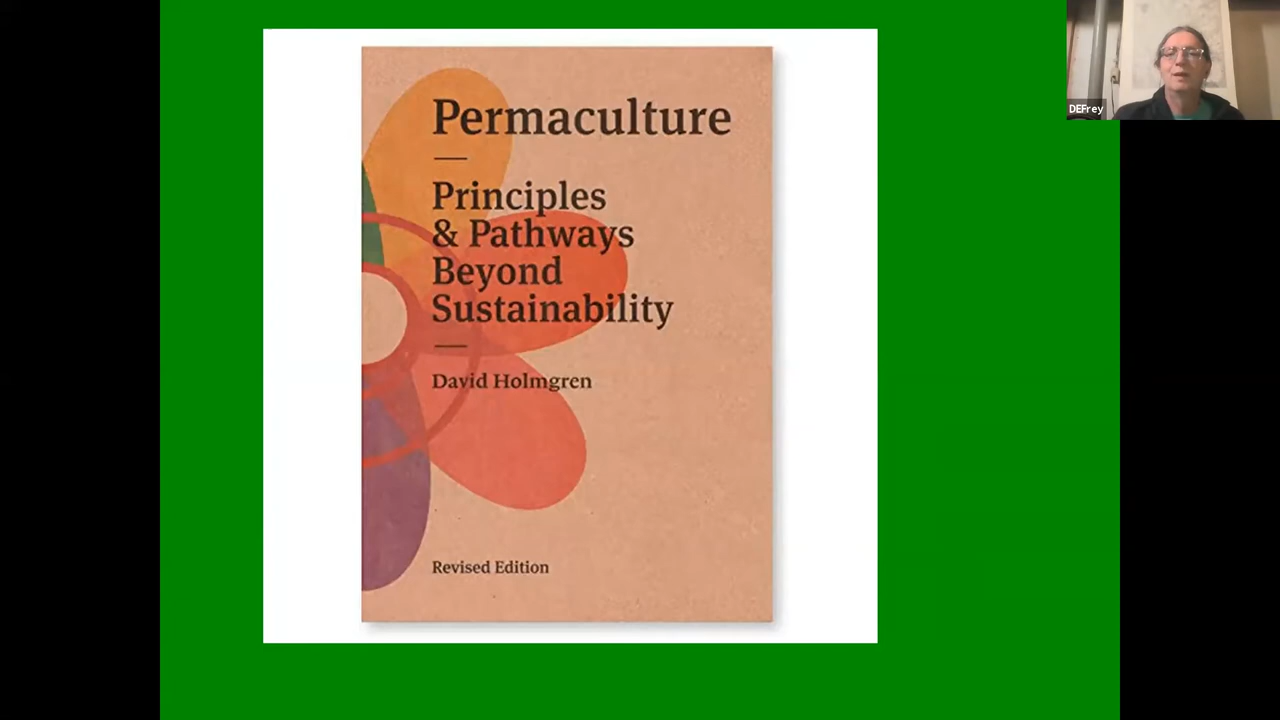 Permaculture
Principles
& Pathways
Beyond
Sustainability
David Holmgren
Revised Edition
DEFrey